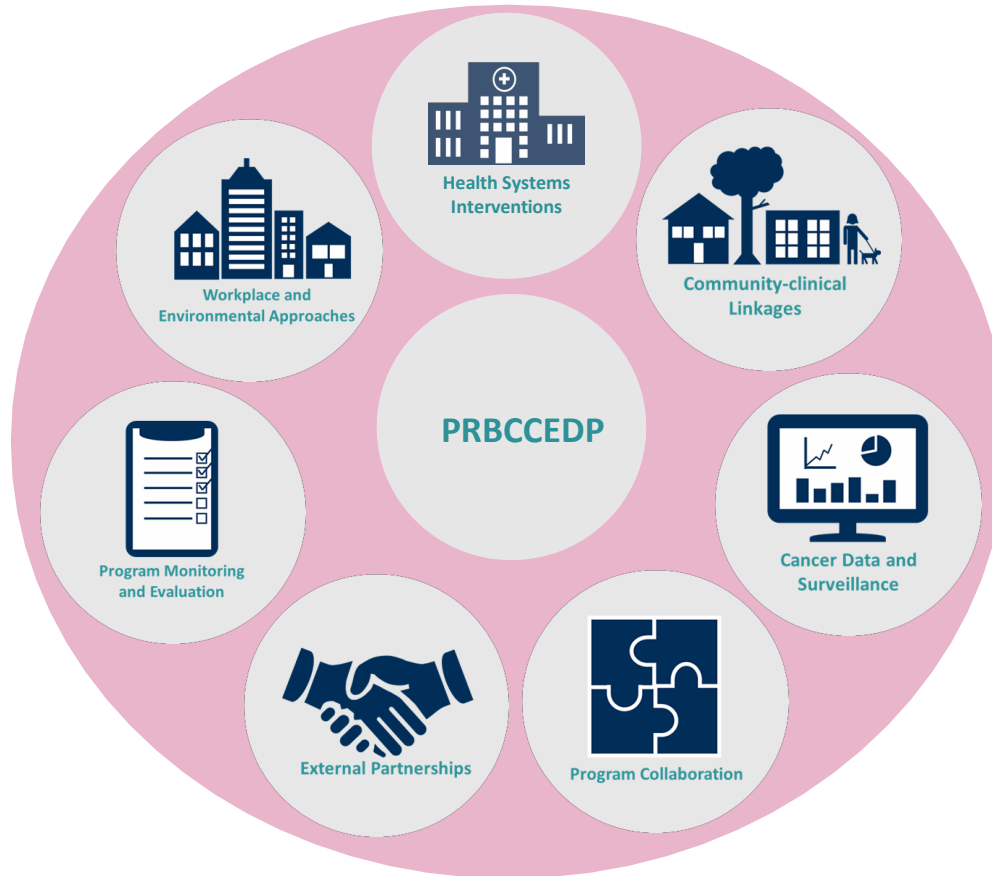 Health Systems
Interventions
Community-clinical
Linkages
Cancer Data and
Surveillance
Program Collaboration
External Partnerships
Program Monitoring
and Evaluation
Workplace and
Environmental Approaches
PRBCCEDP